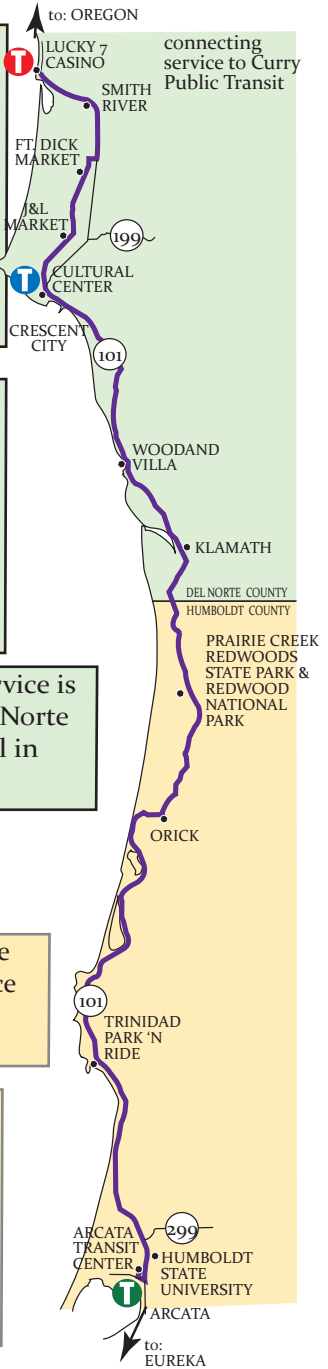 to: OREGON
LUCKY 7
CASINO
connecting
service to Curry
Public Transit
T
SMITH
RIVER
FT. DICK
MARKET
J&L
MARKET
199
T
CULTURAL
CENTER
CRESCENT
CITY
101
WOODAND
VILLA
KLAMATH
DEL NORTE COUNTY
HUMBOLDT COUNTY
PRAIRIE CREEK
REDWOODS
STATE PARK &
REDWOOD
NATIONAL
PARK
vice is
Norte
l in
ORICK
e
ce
101
TRINIDAD
PARK 'N
RIDE
299
ARCATA
TRANSIT
CENTER
HUMBOLDT
STATE
UNIVERSITY
T
ARCATA
to:
EUREKA